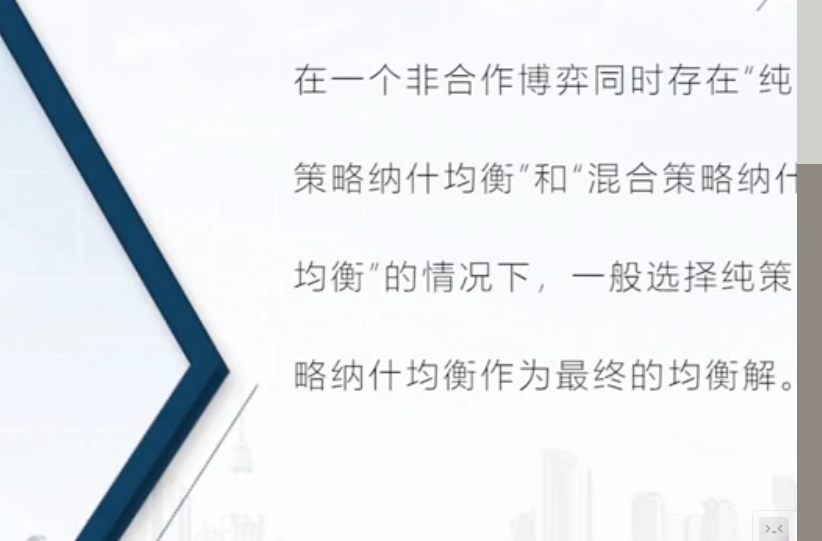 在一个非合作博弈同时存在“纯
策略纳什均衡”和“混合策略纳什
均衡”的情况下，一般选择纯策
略纳什均衡作为最终的均衡解。